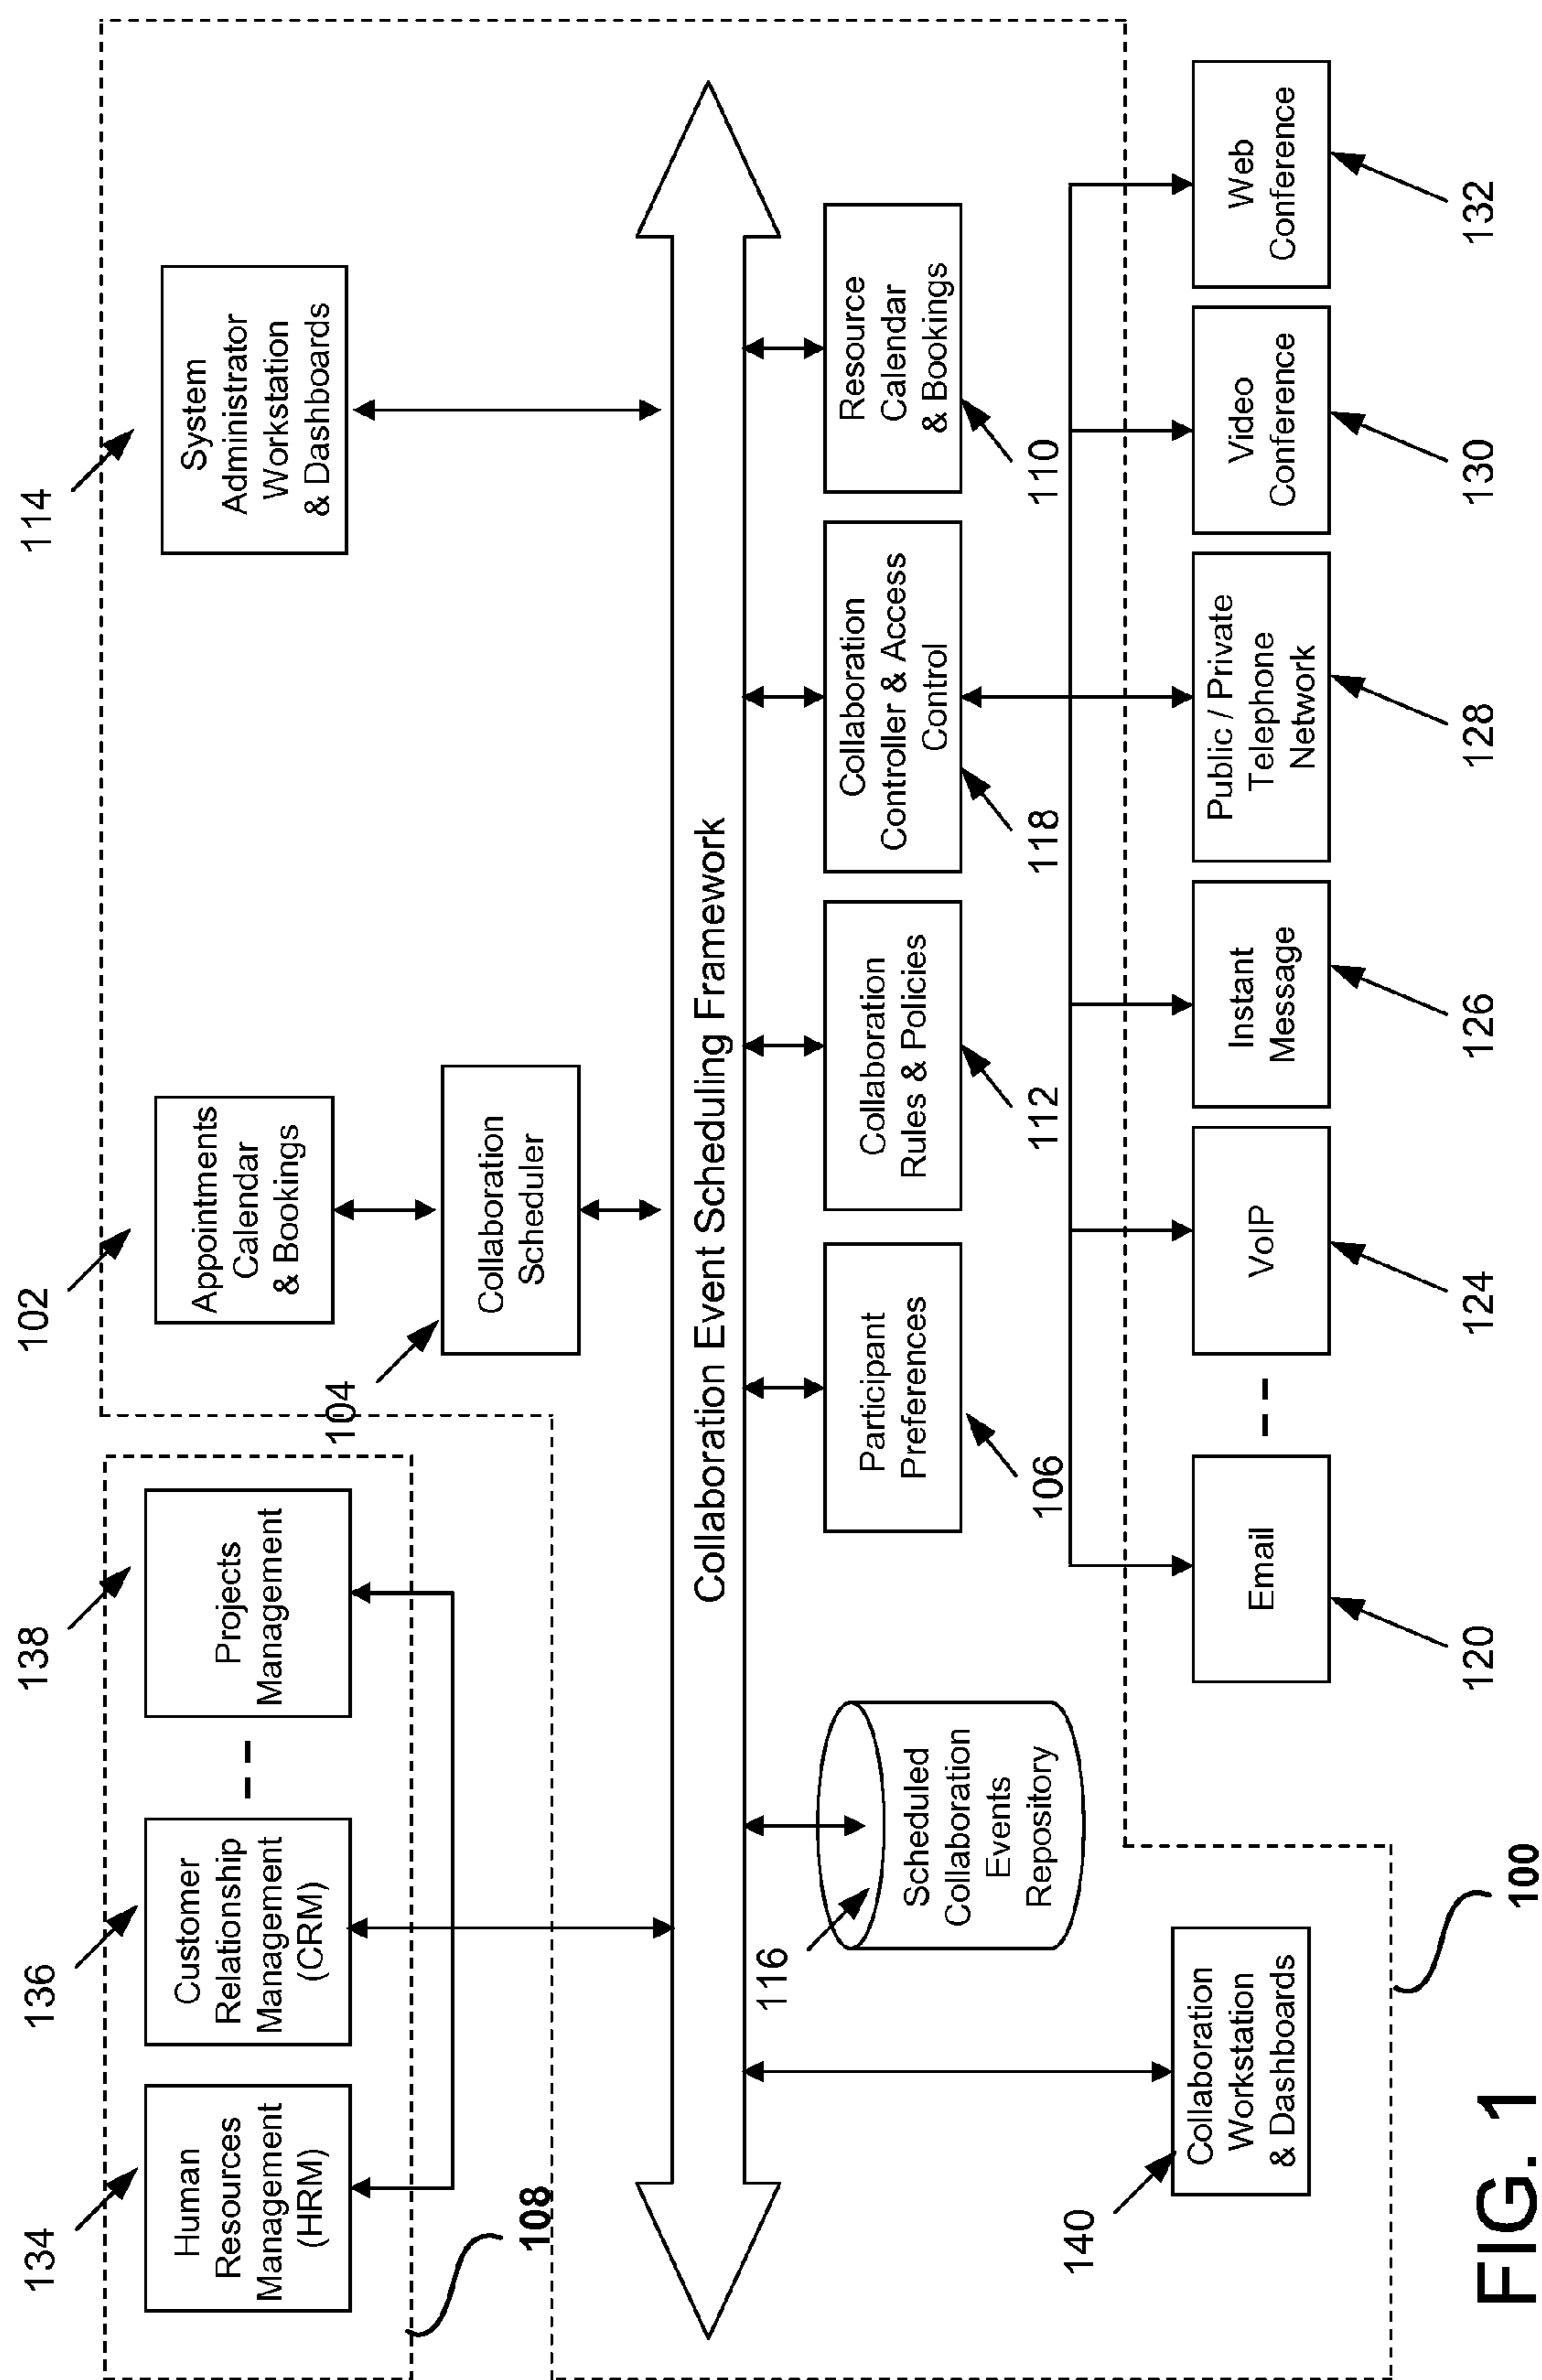 134
136
138
102
114
Human
Resources
Management
(HRM)
Customer
Relationship
Management
(CRM)
Projects
Management
Appointments
Calendar
& Bookings
System
Administrator
Workstation
& Dashboards
108
104
Collaboration
Scheduler
Collaboration Event Scheduling Framework
116
Scheduled
Collaboration
Events
Repository
Participant
Preferences
Collaboration
Rules & Policies
Collaboration
Controller & Access
Control
Resource
Calendar
& Bookings
106
112
118
110
140
Collaboration
Workstation
& Dashboards
Email
VoIP
Instant
Message
Public / Private
Telephone
Network
Video
Conference
Web
Conference
120
124
126
128
130
132
FIG. 1
100